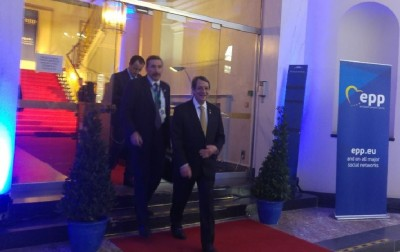 epp
epp.eu
and on all major
social networks